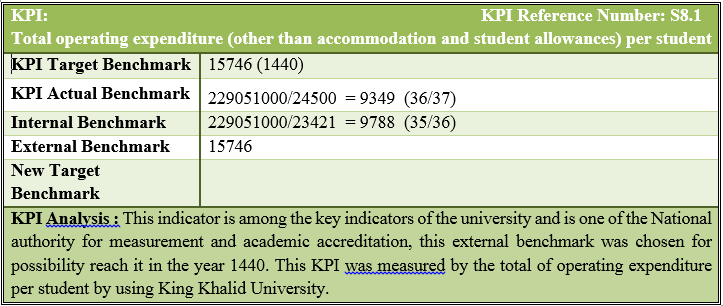 KPI: KPI Reference Number: S8.1
Total operating expenditure (other than accommodation and student allowances) per student
KPI Target Benchmark 15746 (1440)
KPI Actual Benchmark 229051000/24500 = 9349 (36/37)
Internal Benchmark 229051000/23421 = 9788 (35/36)
External Benchmark 15746
New Target
Benchmark
KPI Analysis : This indicator is among the key indicators of the university and is one of the National
authority for measurement and academic accreditation, this external benchmark was chosen for
possibility reach it in the year 1440. This KPI was measured by the total of operating expenditure
per student by using King Khalid University.